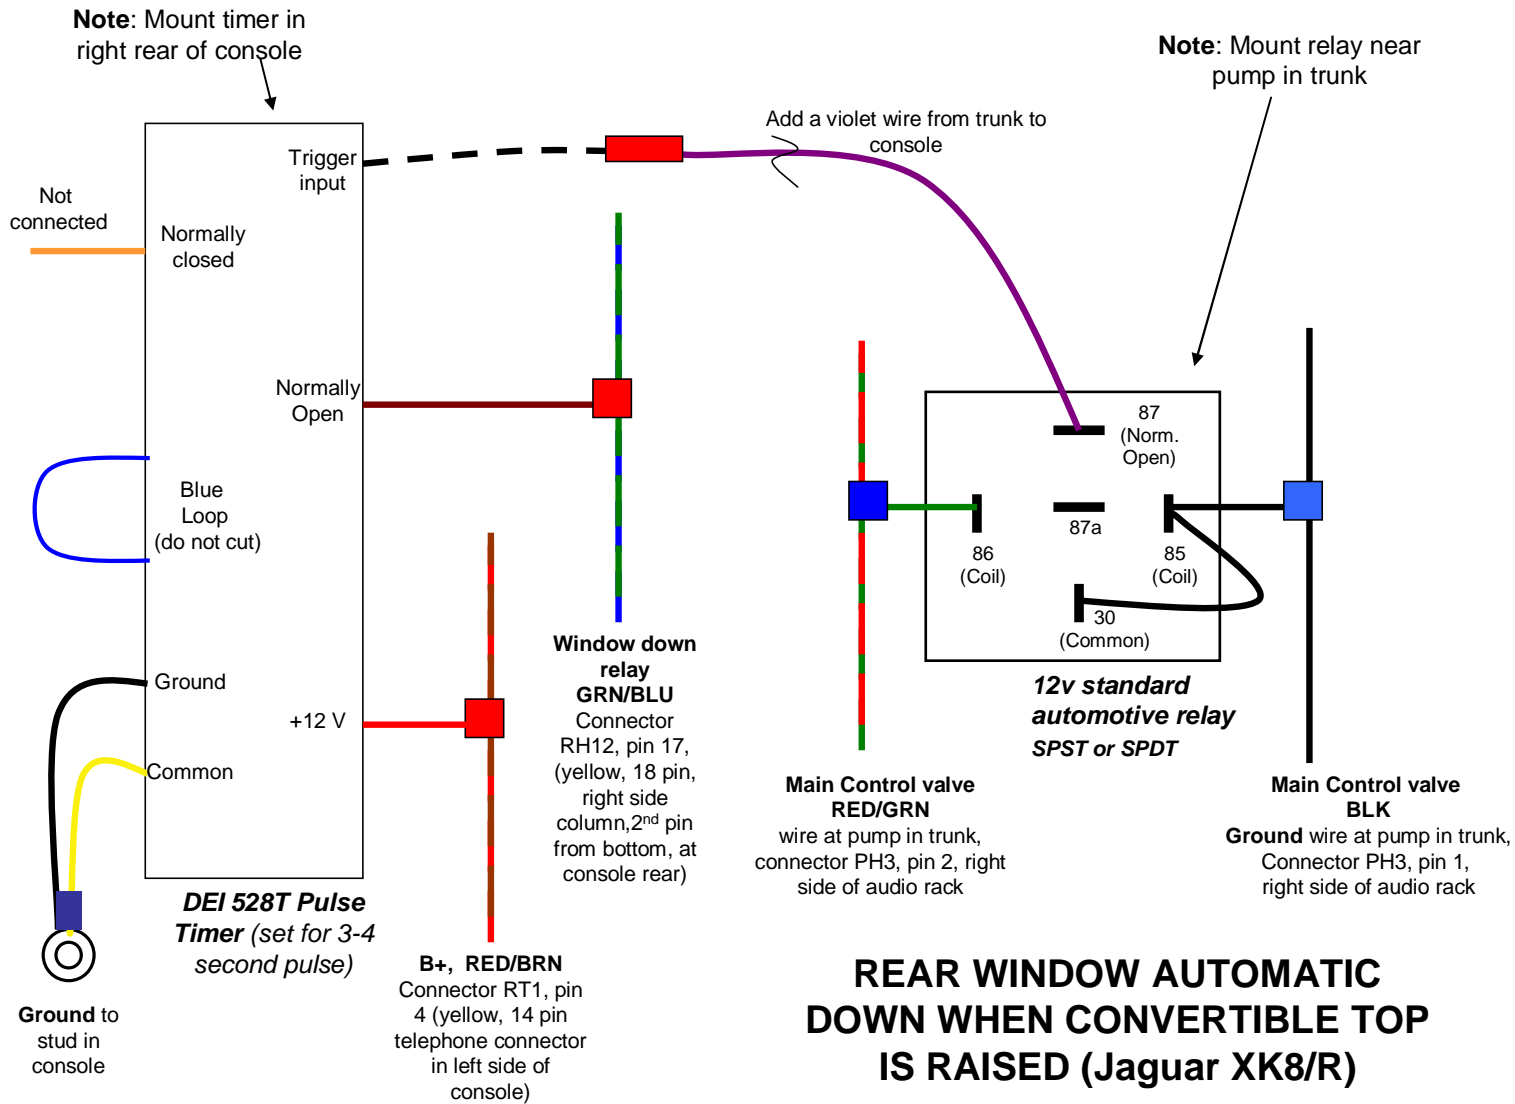 Note: Mount timer in
right rear of console
Note: Mount relay near
pump in trunk
Add a violet wire from trunk to
console
Trigger
input
Not
connected
Normally
closed
Normally
Open
Blue
Loop
(do not cut)
Ground
+12 V
Common
87
(Norm.
Open)
87a
86
(Coil)
85
(Coil)
30
(Common)
12v standard
automotive relay
SPST or SPDT
Window down
relay
GRN/BLU
Connector
RH12, pin 17,
(yellow, 18 pin,
right side
column,2nd pin
from bottom, at
console rear)
Main Control valve
RED/GRN
wire at pump in trunk,
connector PH3, pin 2, right
side of audio rack
Main Control valve
BLK
Ground wire at pump in trunk,
Connector PH3, pin 1,
right side of audio rack
DEI 528T Pulse
Timer (set for 3-4
second pulse)
B+, RED/BRN
Connector RT1, pin
4 (yellow, 14 pin
telephone connector
in left side of
console)
Ground to
stud in
console
REAR WINDOW AUTOMATIC
DOWN WHEN CONVERTIBLE TOP
IS RAISED (Jaguar XK8/R)